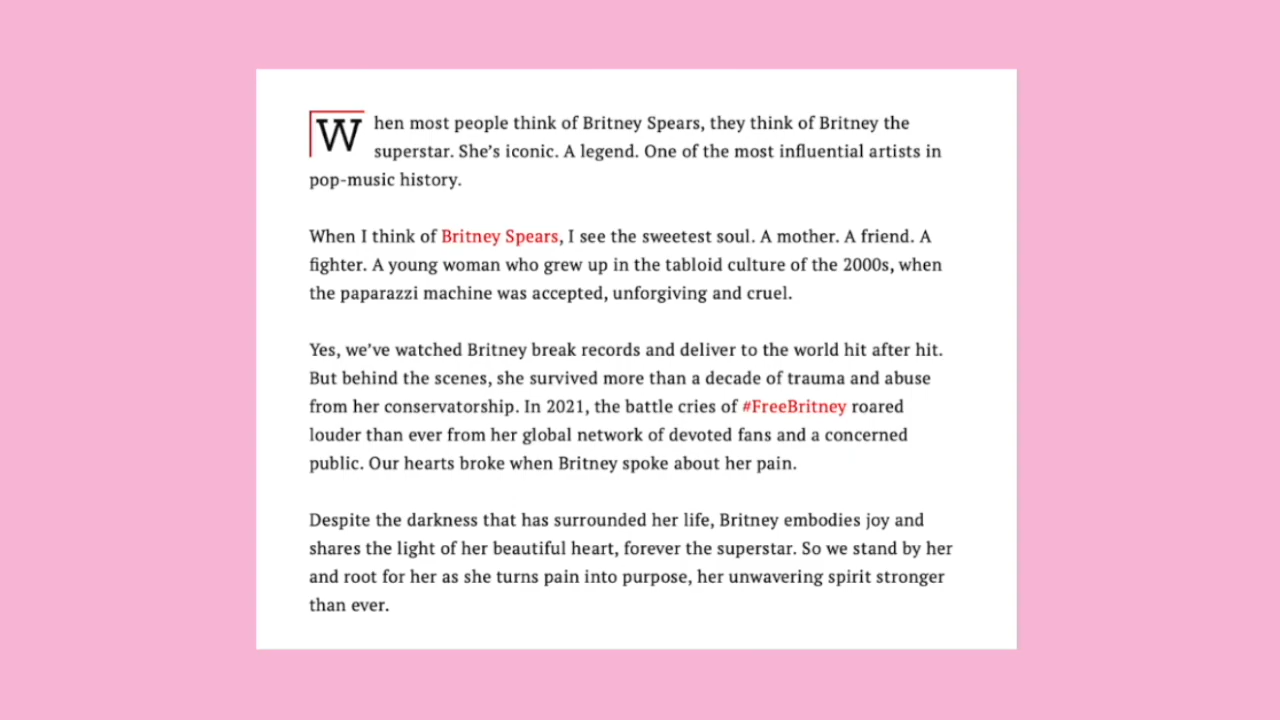 When most people think of Britney Spears, they think of Britney the
superstar. She’s iconic. A legend. One of the most influential artists in
pop-music history.
When I think of Britney Spears, I see the sweetest soul. A mother. A friend. A
fighter. A young woman who grew up in the tabloid culture of the 2000s, when
the paparazzi machine was accepted, unforgiving and cruel.
Yes, we’ve watched Britney break records and deliver to the world hit after hit.
But behind the scenes, she survived more than a decade of trauma and abuse
from her conservatorship. In 2021, the battle cries of #FreeBritney roared
louder than ever from her global network of devoted fans and a concerned
public. Our hearts broke when Britney spoke about her pain.
Despite the darkness that has surrounded her life, Britney embodies joy and
shares the light of her beautiful heart, forever the superstar. So we stand by her
and root for her as she turns pain into purpose, her unwavering spirit stronger
than ever.